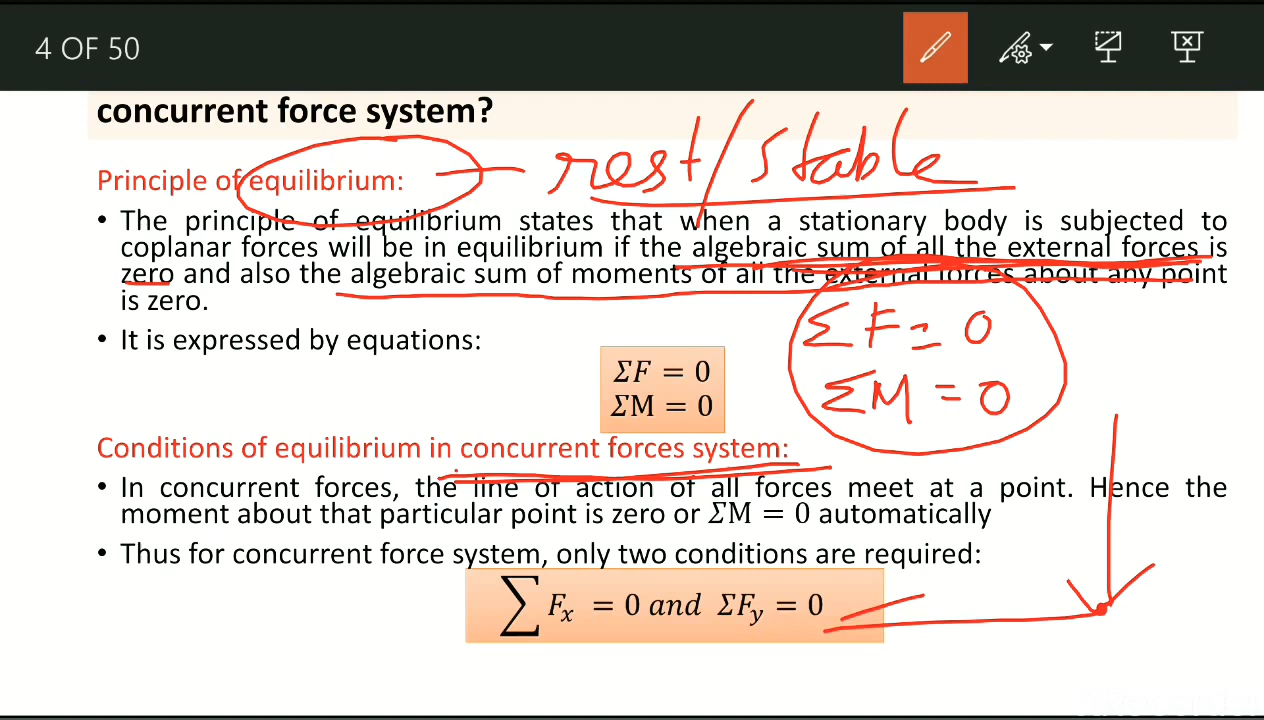 4 OF 50
concurrent force system?
Principle of equilibrium:
rest/stable
• The principle of equilibrium states that when a stationary body is subjected to
coplanar forces will be in equilibrium if the algebraic sum of all the external forces is
zero and also the algebraic sum of moments of all the external forces about any point
is zero.
• It is expressed by equations:
ΣF = 0
ΣM = 0
ΣF = 0
ΣM = 0
Conditions of equilibrium in concurrent forces system:
• In concurrent forces, the line of action of all forces meet at a point. Hence the
moment about that particular point is zero or ΣM = 0 automatically
• Thus for concurrent force system, only two conditions are required:
∑ Fₓ = 0 and ΣF_y = 0